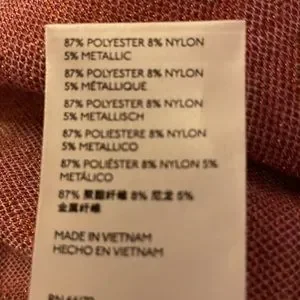 87% POLYESTER 8% NYLON
5% METALLIC
87% POLYESTER 8% NYLON
5% MÉTALLIQUE
87% POLYESTER 8% NYLON
5% METALLISCH
87% POLIESTERE 8% NYLON
5% METALLICO
87% POLIÉSTER 8% NYLON 5%
METÁLICO
87% 聚酯纤维 8% 尼龙 5%
金属纤维
MADE IN VIETNAM
HECHO EN VIETNAM